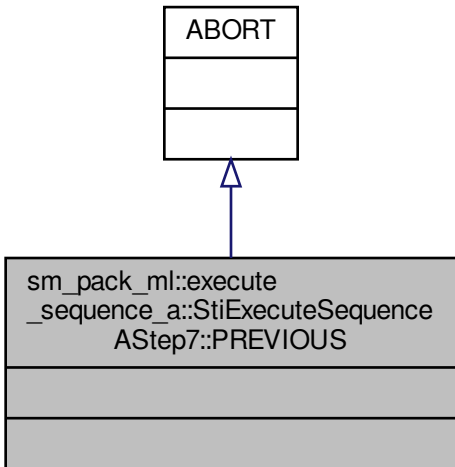 ABORT
sm_pack_ml::execute
_sequence_a::StiExecuteSequence
AStep7::PREVIOUS